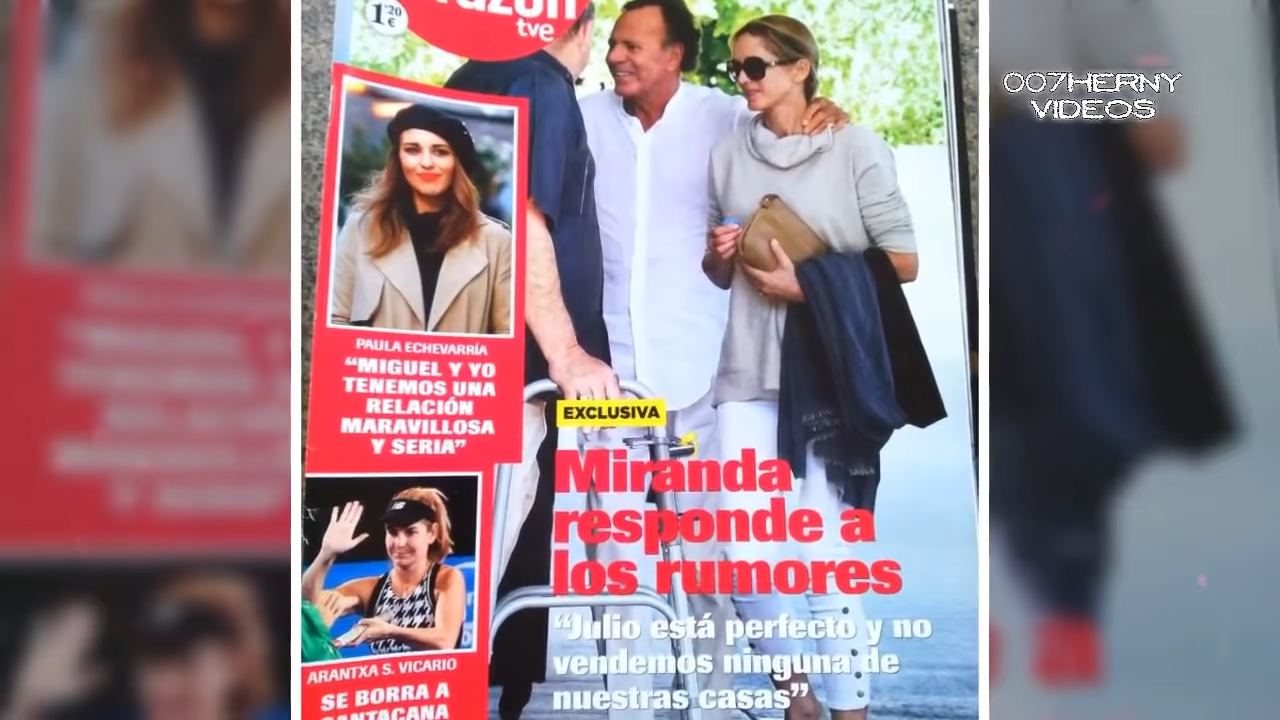 1'20
€
tve
007HERNY
VIDEOS
PAULA ECHEVARRÍA
“MIGUEL Y YO
TENEMOS UNA
RELACIÓN
MARAVILLOSA
Y SERIA”
EXCLUSIVA
Miranda
responde a
los rumores
“Julio está perfecto y no
vendemos ninguna de
nuestras casas”
ARANTXA S. VICARIO
SE BORRA A